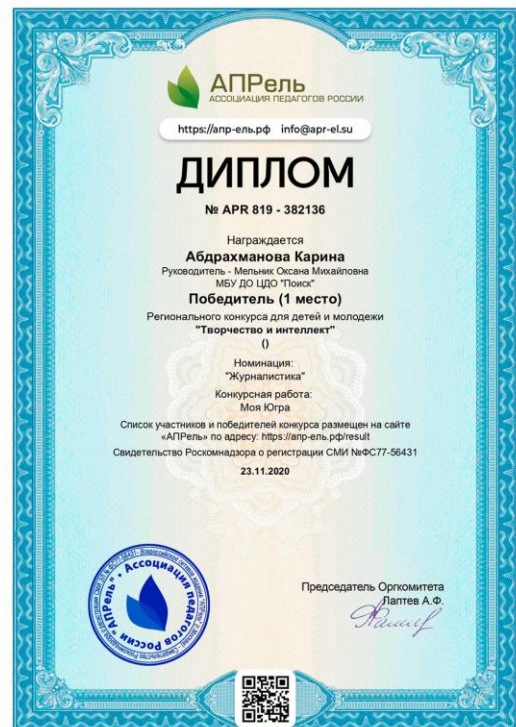 АПРель
АССОЦИАЦИЯ ПЕДАГОГОВ РОССИИ
https://апр-ель.рф info@apr-el.su
ДИПЛОМ
№ APR 819 - 382136
Награждается
Абдрахманова Карина
Руководитель - Мельник Оксана Михайловна
МБУ ДО ЦДО "Поиск"
Победитель (1 место)
Регионального конкурса для детей и молодежи
"Творчество и интеллект"
()
Номинация:
"Журналистика"
Конкурсная работа:
Моя Югра
Список участников и победителей конкурса размещен на сайте
«АПРель» по адресу: https://апр-ель.рф/result
Свидетельство Роскомнадзора о регистрации СМИ №ФС77-56431
23.11.2020
Ассоциация педагогов России "АПРель"
Председатель Оргкомитета
Лаптев А.Ф.